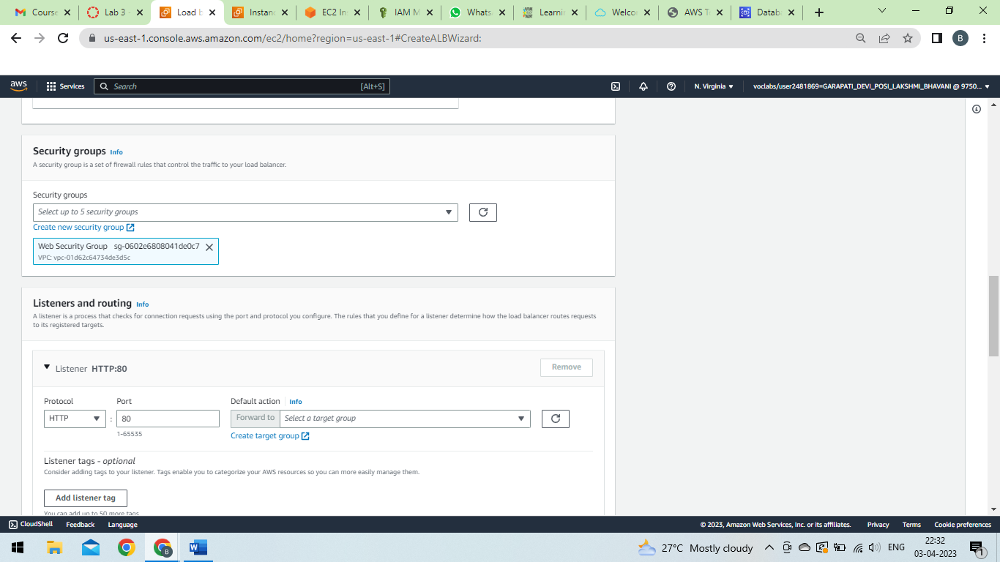 Course
Lab 3 -
Load b
Instanc
EC2 In
IAM M
Whats
Learnin
Welco
AWS Te
Datab
us-east-1.console.aws.amazon.com/ec2/home?region=us-east-1#CreateALBWizard:
B
aws
Services
Search
[Alt+S]
N. Virginia
voclabs/user2481869=GARAPATI_DEVI_POSI_LAKSHMI_BHAVANI @ 9750...
Security groups Info
A security group is a set of firewall rules that control the traffic to your load balancer.
Security groups
Select up to 5 security groups
Create new security group
Web Security Group sg-0602e6808041de0c7
VPC: vpc-01d62c64734de3d5c
Listeners and routing Info
A listener is a process that checks for connection requests using the port and protocol you configure. The rules that you define for a listener determine how the load balancer routes requests
to its registered targets.
Listener HTTP:80
Remove
Protocol Port Default action Info
HTTP : 80 Forward to Select a target group
1-65535
Create target group
Listener tags - optional
Consider adding tags to your listener. Tags enable you to categorize your AWS resources so you can more easily manage them.
Add listener tag
You can add up to 50 more tags.
CloudShell Feedback Language
© 2023, Amazon Web Services, Inc. or its affiliates. Privacy Terms Cookie preferences
27°C Mostly cloudy
ENG
22:32
03-04-2023
1